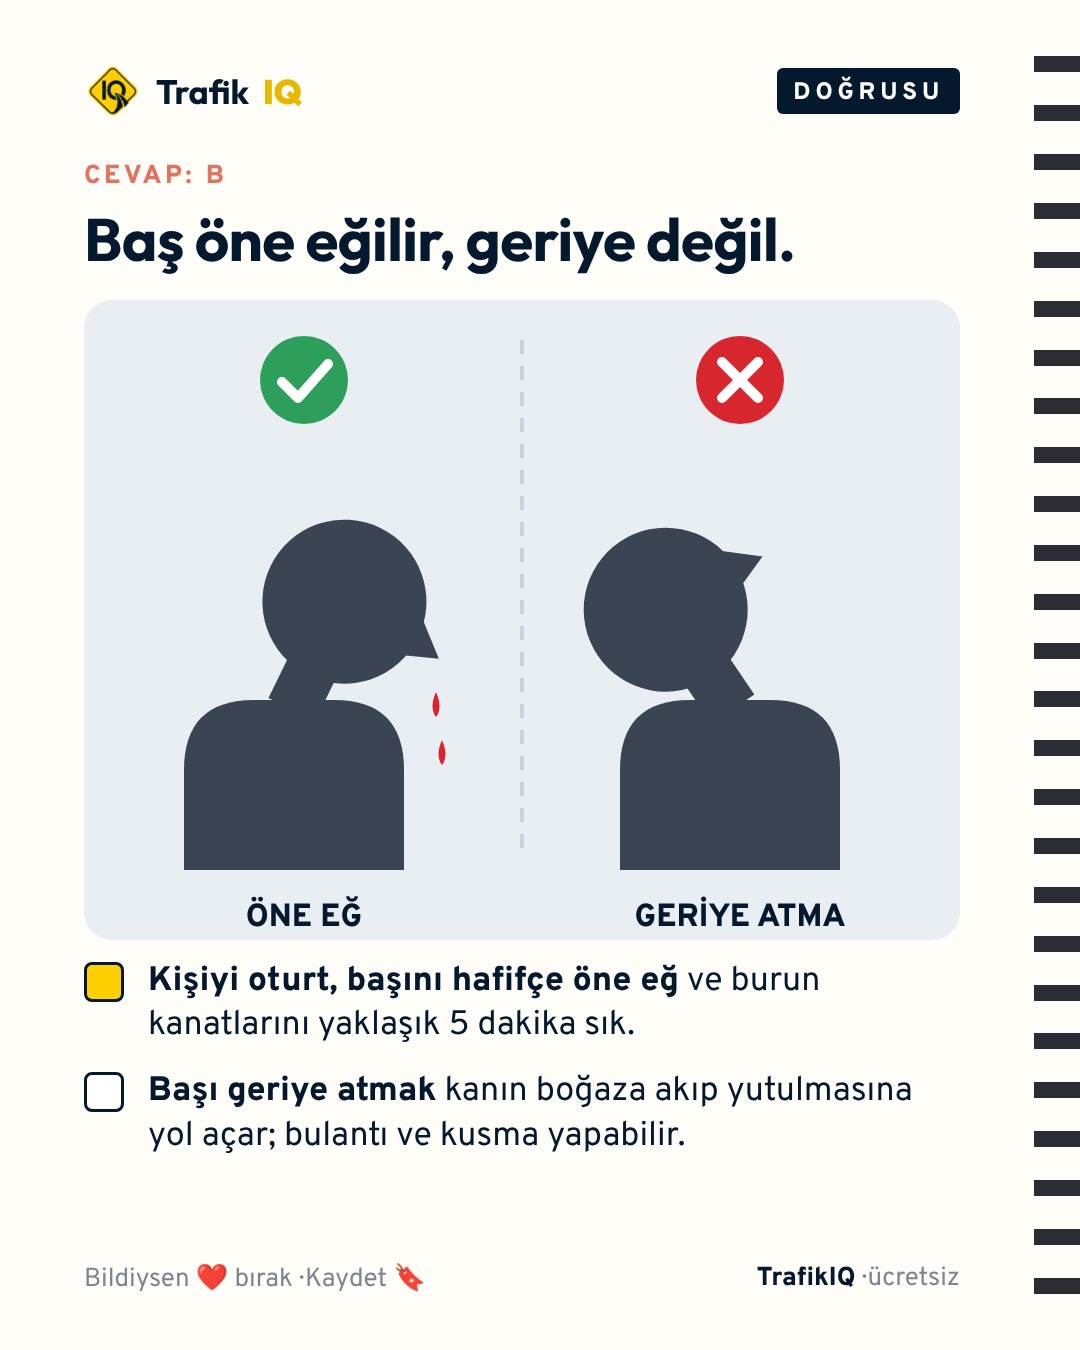 IQ
Trafik IQ
DOĞRUSU
CEVAP: B
Baş öne eğilir, geriye değil.
ÖNE EĞ
GERİYE ATMA
Kişiyi oturt, başını hafifçe öne eğ ve burun
kanatlarını yaklaşık 5 dakika sık.
Başı geriye atmak kanın boğaza akıp yutulmasına
yol açar; bulantı ve kusma yapabilir.
Bildiysen ❤️ bırak ·Kaydet 🔖
TrafikIQ ·ücretsiz